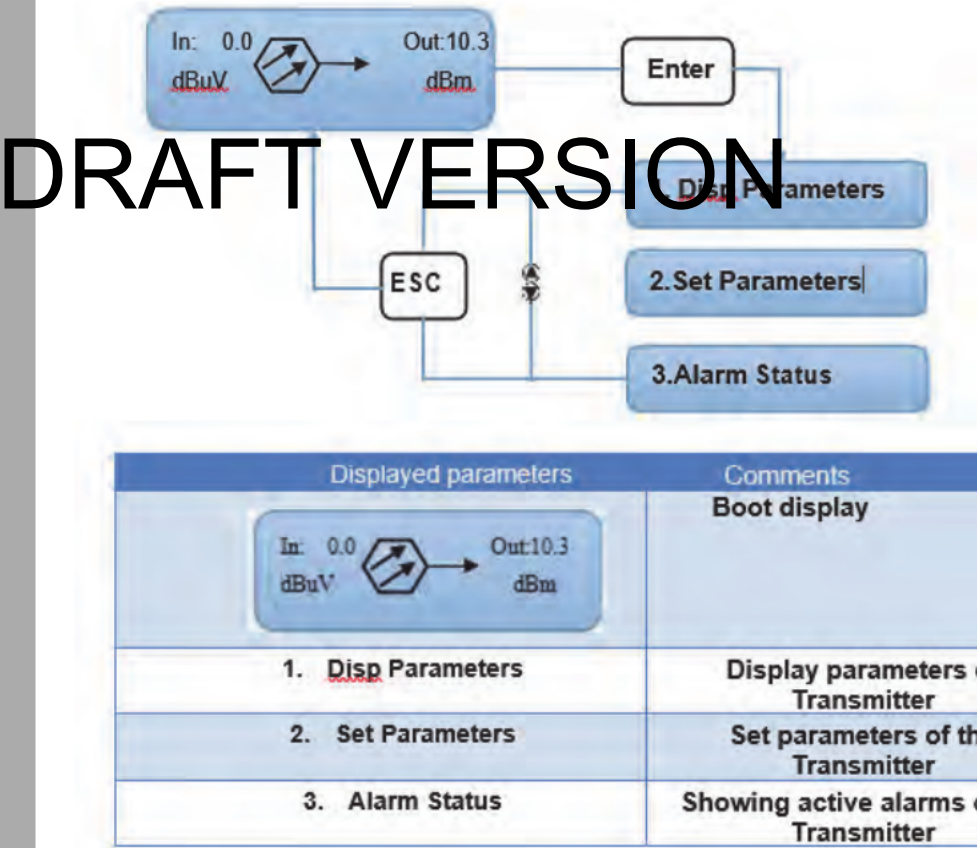 In: 0.0 Out:10.3
dBuV dBm
Enter
DRAFT VERSION
Disp Parameters
ESC
2.Set Parameters
3.Alarm Status
Displayed parameters Comments
In: 0.0 Out:10.3 Boot display
dBuV dBm
1. Disp Parameters Display parameters
Transmitter
2. Set Parameters Set parameters of th
Transmitter
3. Alarm Status Showing active alarms
Transmitter